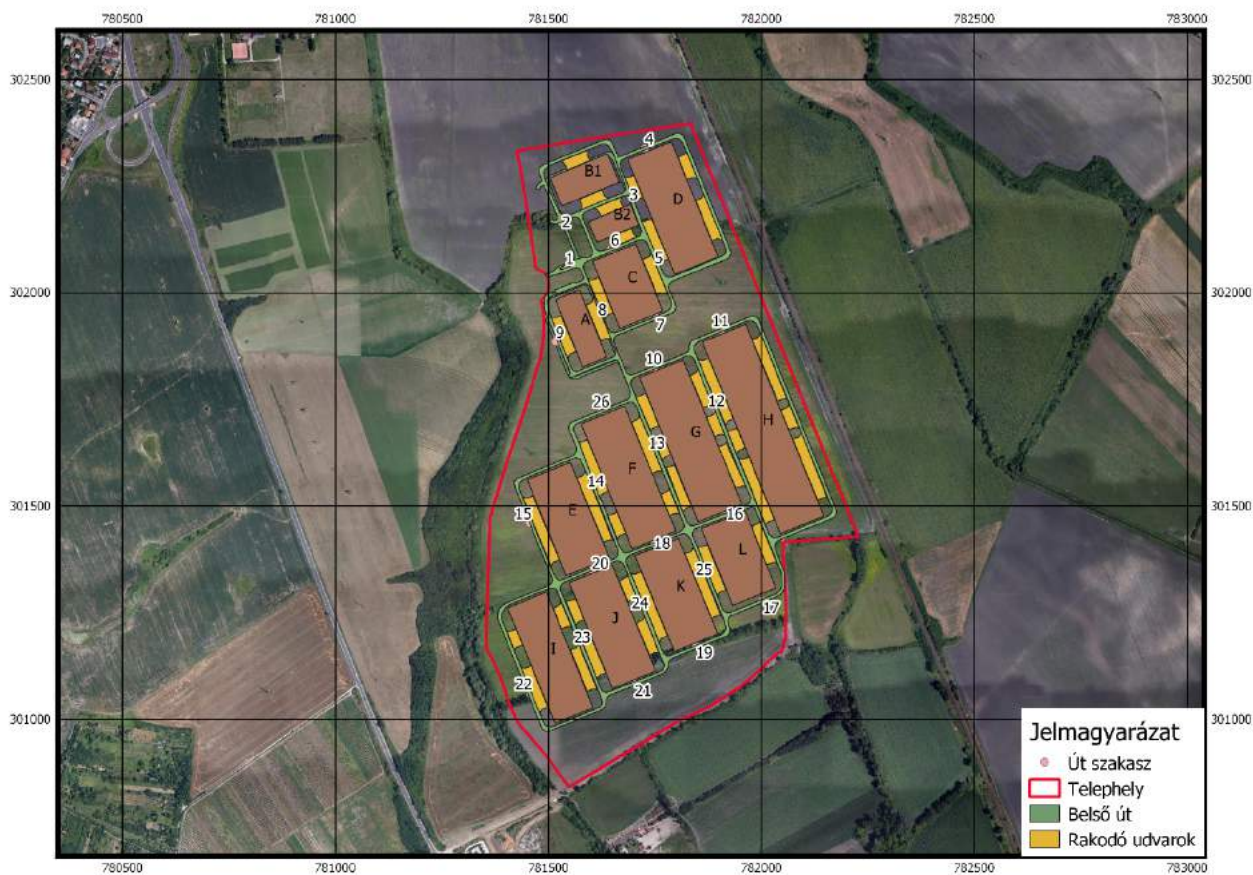 780500 781000 781500 782000 782500 783000
302500 302500
4
B1
3
D
2
B2
6
1
5
302000 302000
C
8
A
9
7
11
10
26
12
H
G
13
F
14
301500 301500
15
E
16
18
20
L
25
K
24
17
J
23
I
19
22
21
301000 301000
Jelmagyarázat
Út szakasz
Telephely
Belső út
Rakodó udvarok
780500 781000 781500 782000 782500 783000